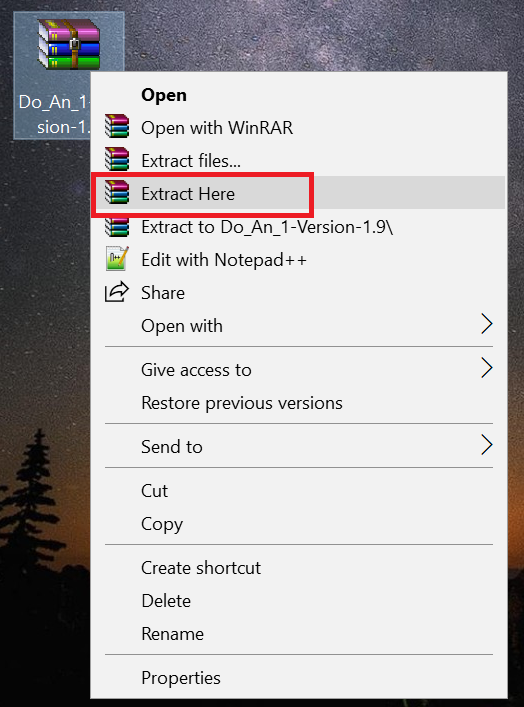 Do_An_1-
sion-1.
Open
Open with WinRAR
Extract files...
Extract Here
Extract to Do_An_1-Version-1.9\
Edit with Notepad++
Share
Open with
Give access to
Restore previous versions
Send to
Cut
Copy
Create shortcut
Delete
Rename
Properties